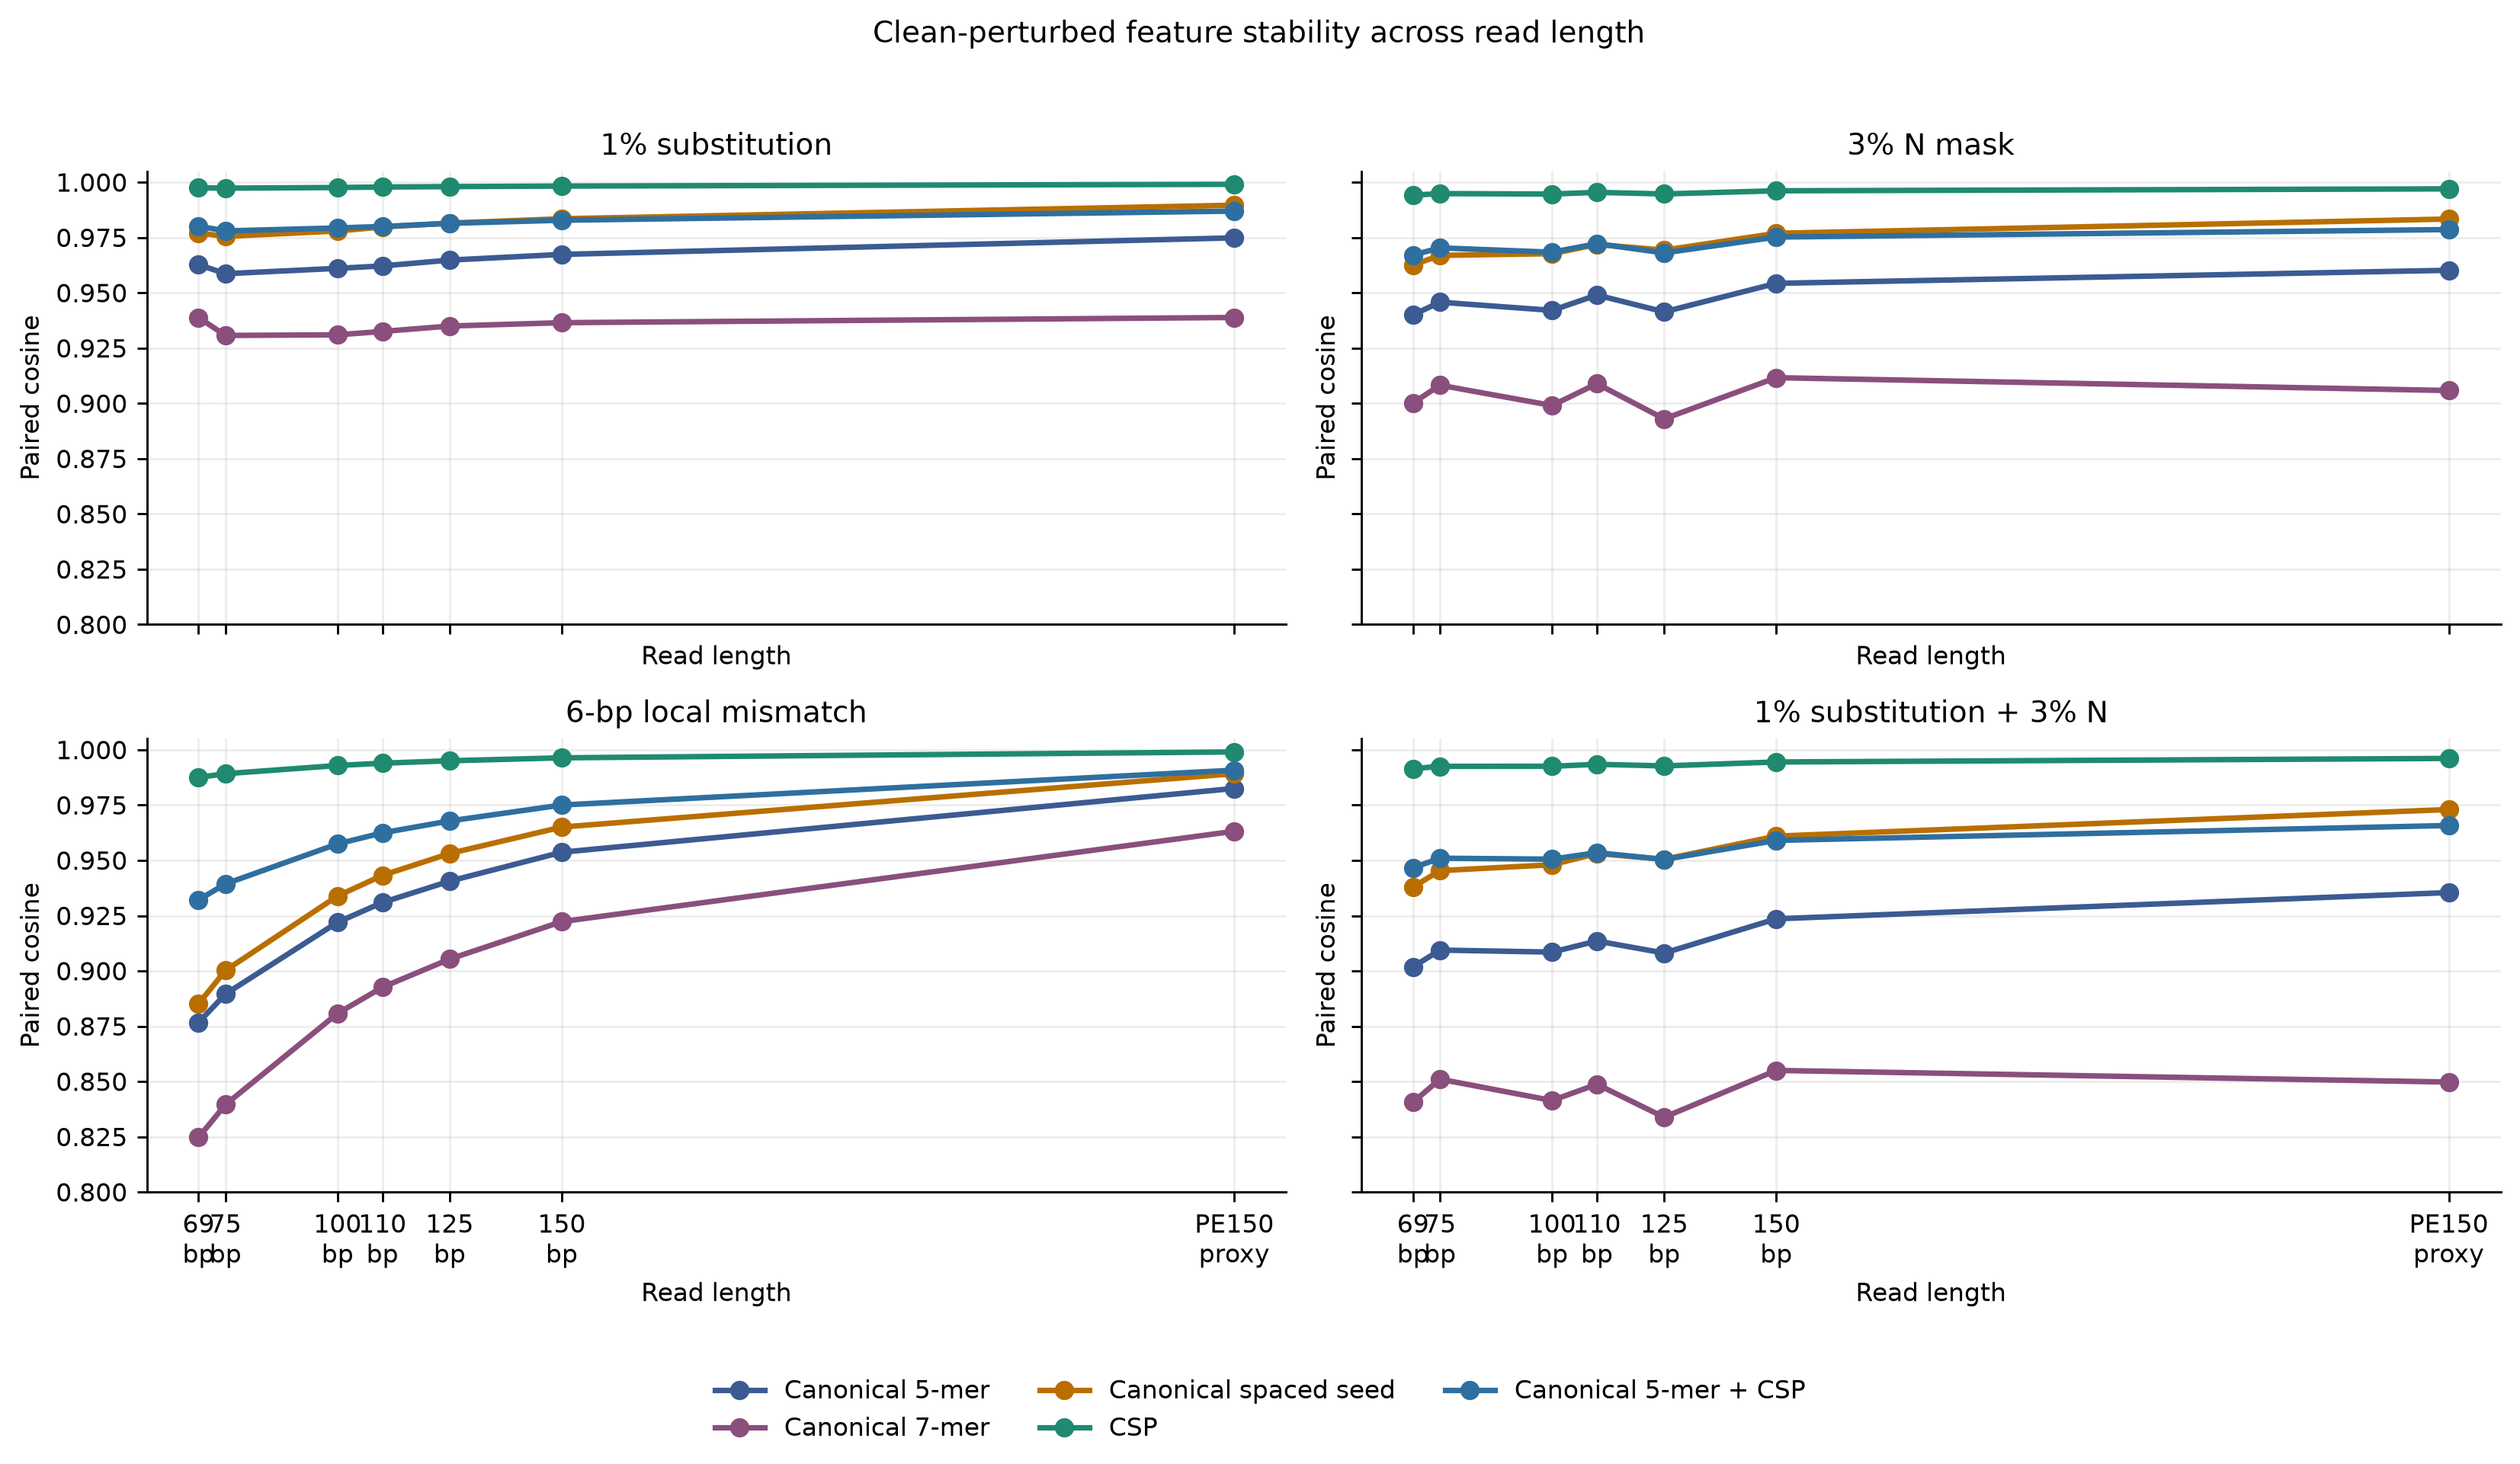 Clean-perturbed feature stability across read length
1% substitution
3% N mask
1.000
0.975
0.950
0.925
0.900
0.875
0.850
0.825
0.800
Paired cosine
Paired cosine
Read length
Read length
6-bp local mismatch
1% substitution + 3% N
1.000
0.975
0.950
0.925
0.900
0.875
0.850
0.825
0.800
Paired cosine
Paired cosine
69 bp
75 bp
100 bp
110 bp
125 bp
150 bp
PE150 proxy
69 bp
75 bp
100 bp
110 bp
125 bp
150 bp
PE150 proxy
Read length
Read length
Canonical 5-mer
Canonical 7-mer
Canonical spaced seed
CSP
Canonical 5-mer + CSP